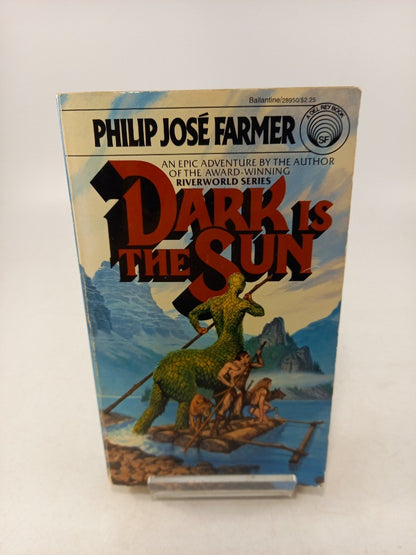 Ballantine/28950/$2.25
PHILIP JOSÉ FARMER
A DEL REY BOOK
SF
AN EPIC ADVENTURE BY THE AUTHOR
OF THE AWARD-WINNING
RIVERWORLD SERIES
DARK IS
THE SUN